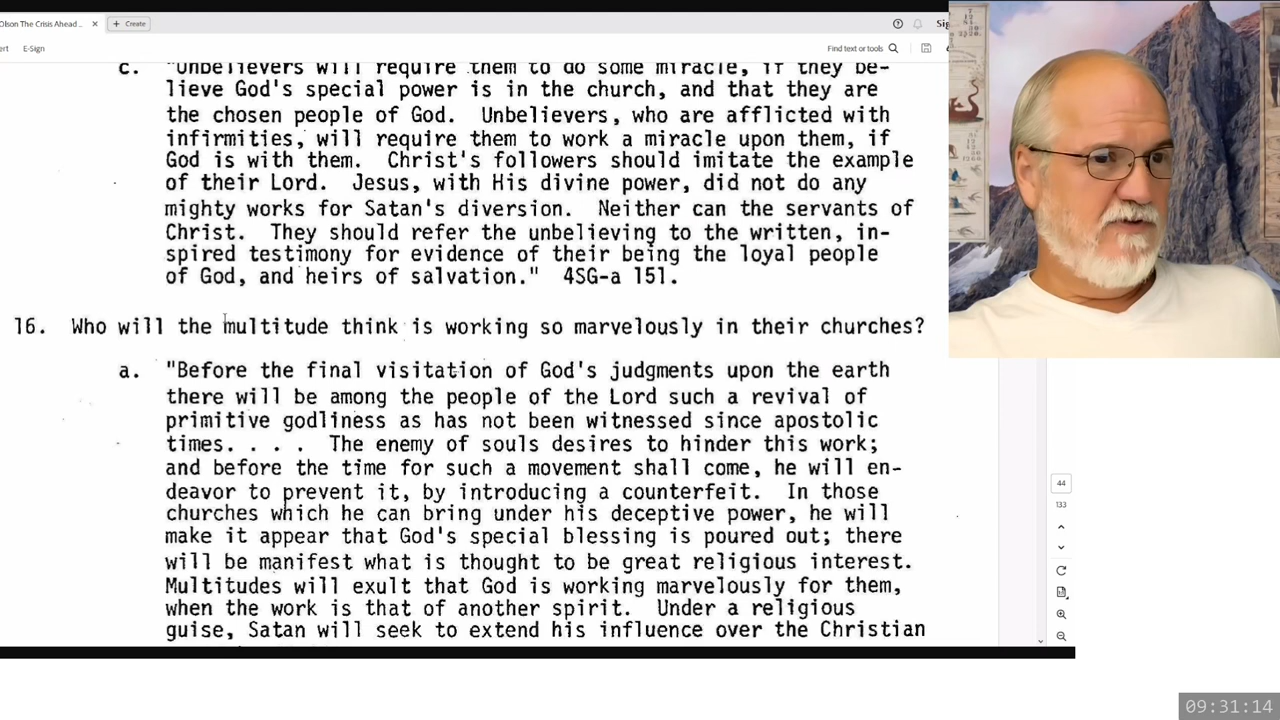 Olson The Crisis Ahead ..
Create
E-Sign
Find text or tools
c. "Unbelievers will require them to do some miracle, if they be-
lieve God's special power is in the church, and that they are
the chosen people of God. Unbelievers, who are afflicted with
infirmities, will require them to work a miracle upon them, if
God is with them. Christ's followers should imitate the example
of their Lord. Jesus, with His divine power, did not do any
mighty works for Satan's diversion. Neither can the servants of
Christ. They should refer the unbelieving to the written, in-
spired testimony for evidence of their being the loyal people
of God, and heirs of salvation." 4SG-a 151.
16. Who will the multitude think is working so marvelously in their churches?
a. "Before the final visitation of God's judgments upon the earth
there will be among the people of the Lord such a revival of
primitive godliness as has not been witnessed since apostolic
times. . . . The enemy of souls desires to hinder this work;
and before the time for such a movement shall come, he will en-
deavor to prevent it, by introducing a counterfeit. In those
churches which he can bring under his deceptive power, he will
make it appear that God's special blessing is poured out; there
will be manifest what is thought to be great religious interest.
Multitudes will exult that God is working marvelously for them,
when the work is that of another spirit. Under a religious
guise, Satan will seek to extend his influence over the Christian
44
133
09:31:14